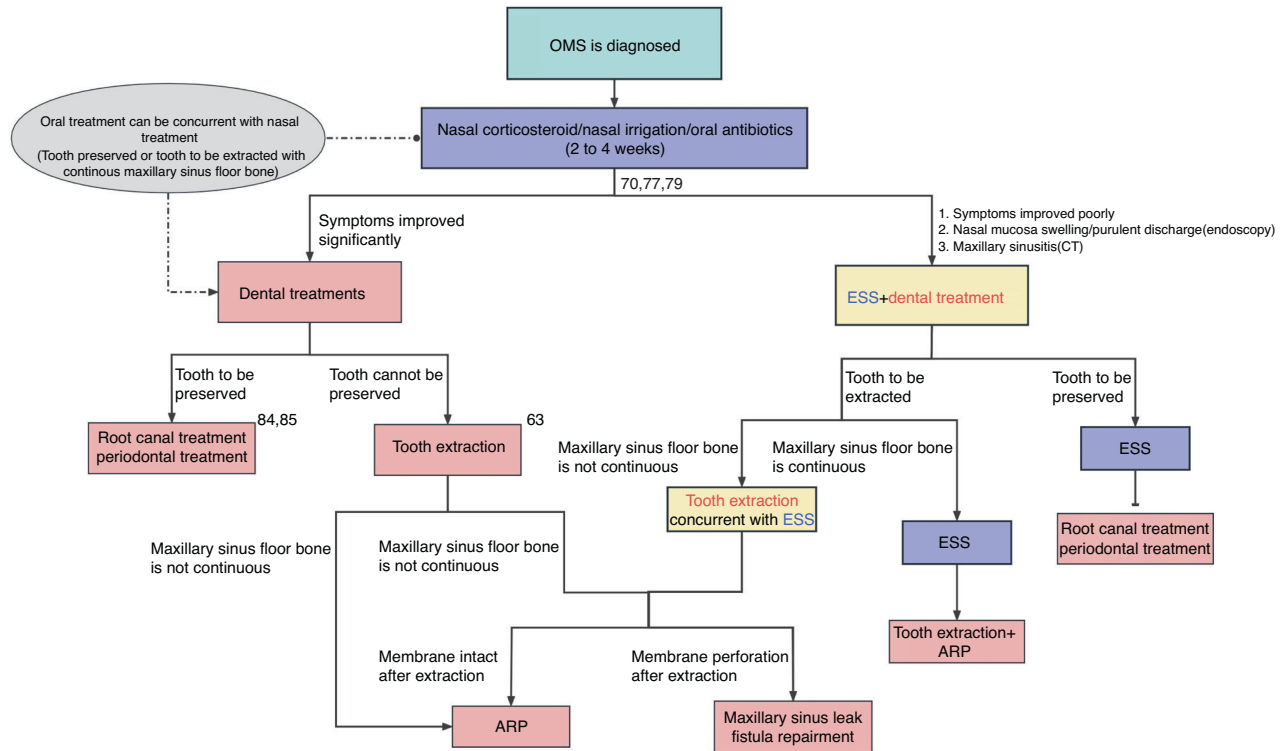 OMS is diagnosed
Oral treatment can be concurrent with nasal
treatment
(Tooth preserved or tooth to be extracted with
continous maxillary sinus floor bone)
Nasal corticosteroid/nasal irrigation/oral antibiotics
(2 to 4 weeks)
70,77,79
Symptoms improved
significantly
1. Symptoms improved poorly
2. Nasal mucosa swelling/purulent discharge(endoscopy)
3. Maxillary sinusitis(CT)
Dental treatments
ESS+dental treatment
Tooth to be
preserved
Tooth cannot be
preserved
Tooth to be
extracted
Tooth to be
preserved
Root canal treatment
periodontal treatment
84,85
Tooth extraction
63
Maxillary sinus floor bone
is not continuous
Maxillary sinus floor bone
is continuous
ESS
Tooth extraction
concurrent with ESS
ESS
Root canal treatment
periodontal treatment
Maxillary sinus floor bone
is not continuous
Maxillary sinus floor bone
is not continuous
Tooth extraction+
ARP
Membrane intact
after extraction
Membrane perforation
after extraction
ARP
Maxillary sinus leak
fistula repairment